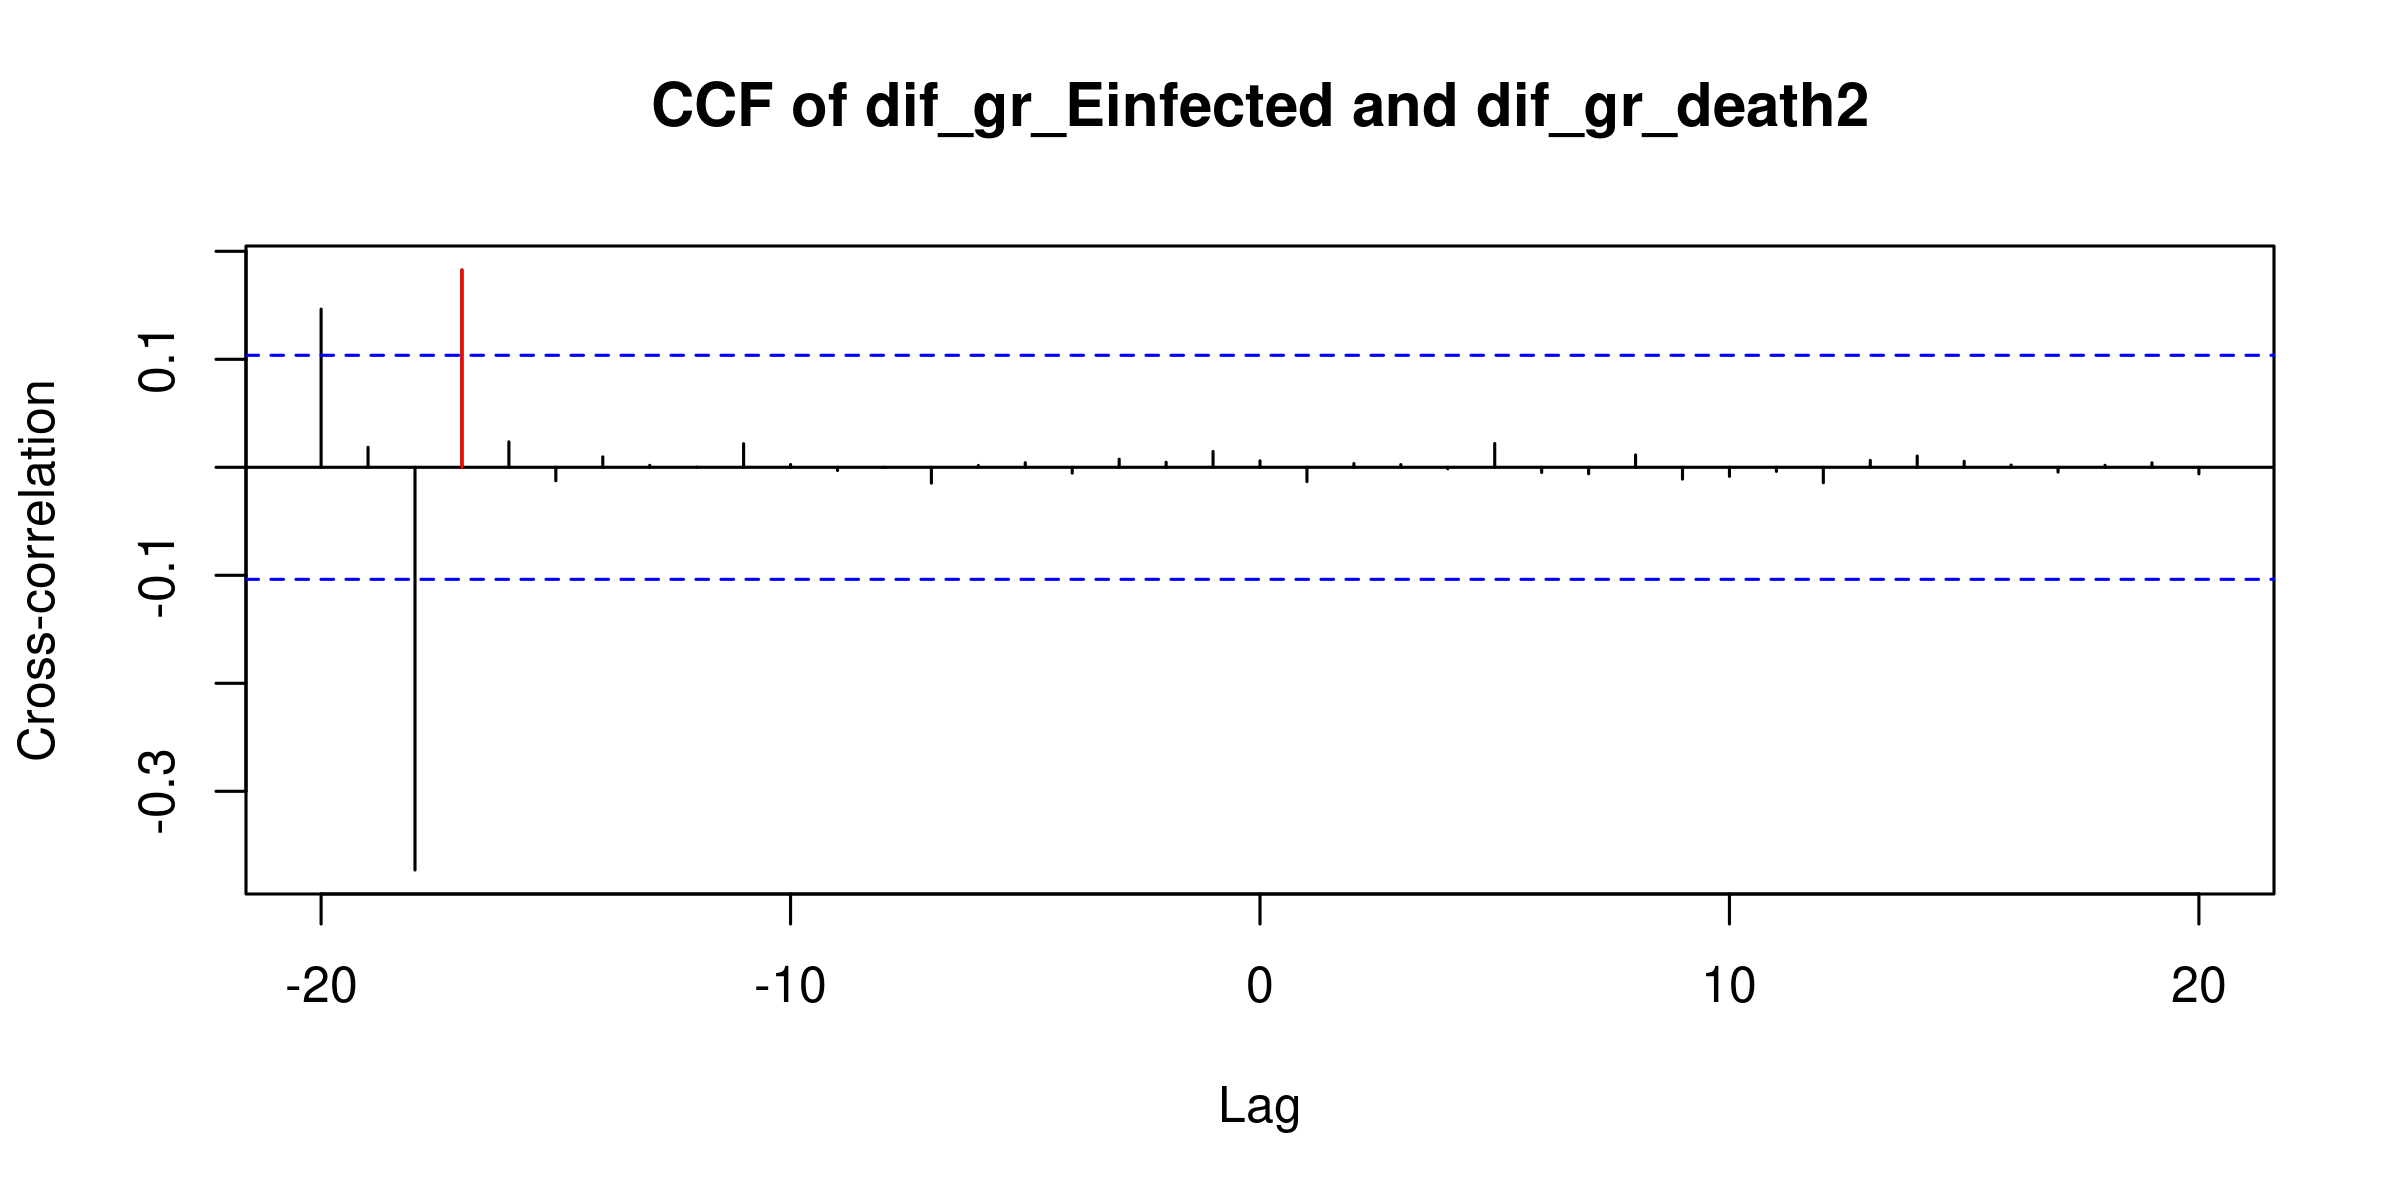 CCF of dif_gr_Einfected and dif_gr_death2
Cross-correlation
0.1
-0.1
-0.3
-20
-10
0
10
20
Lag